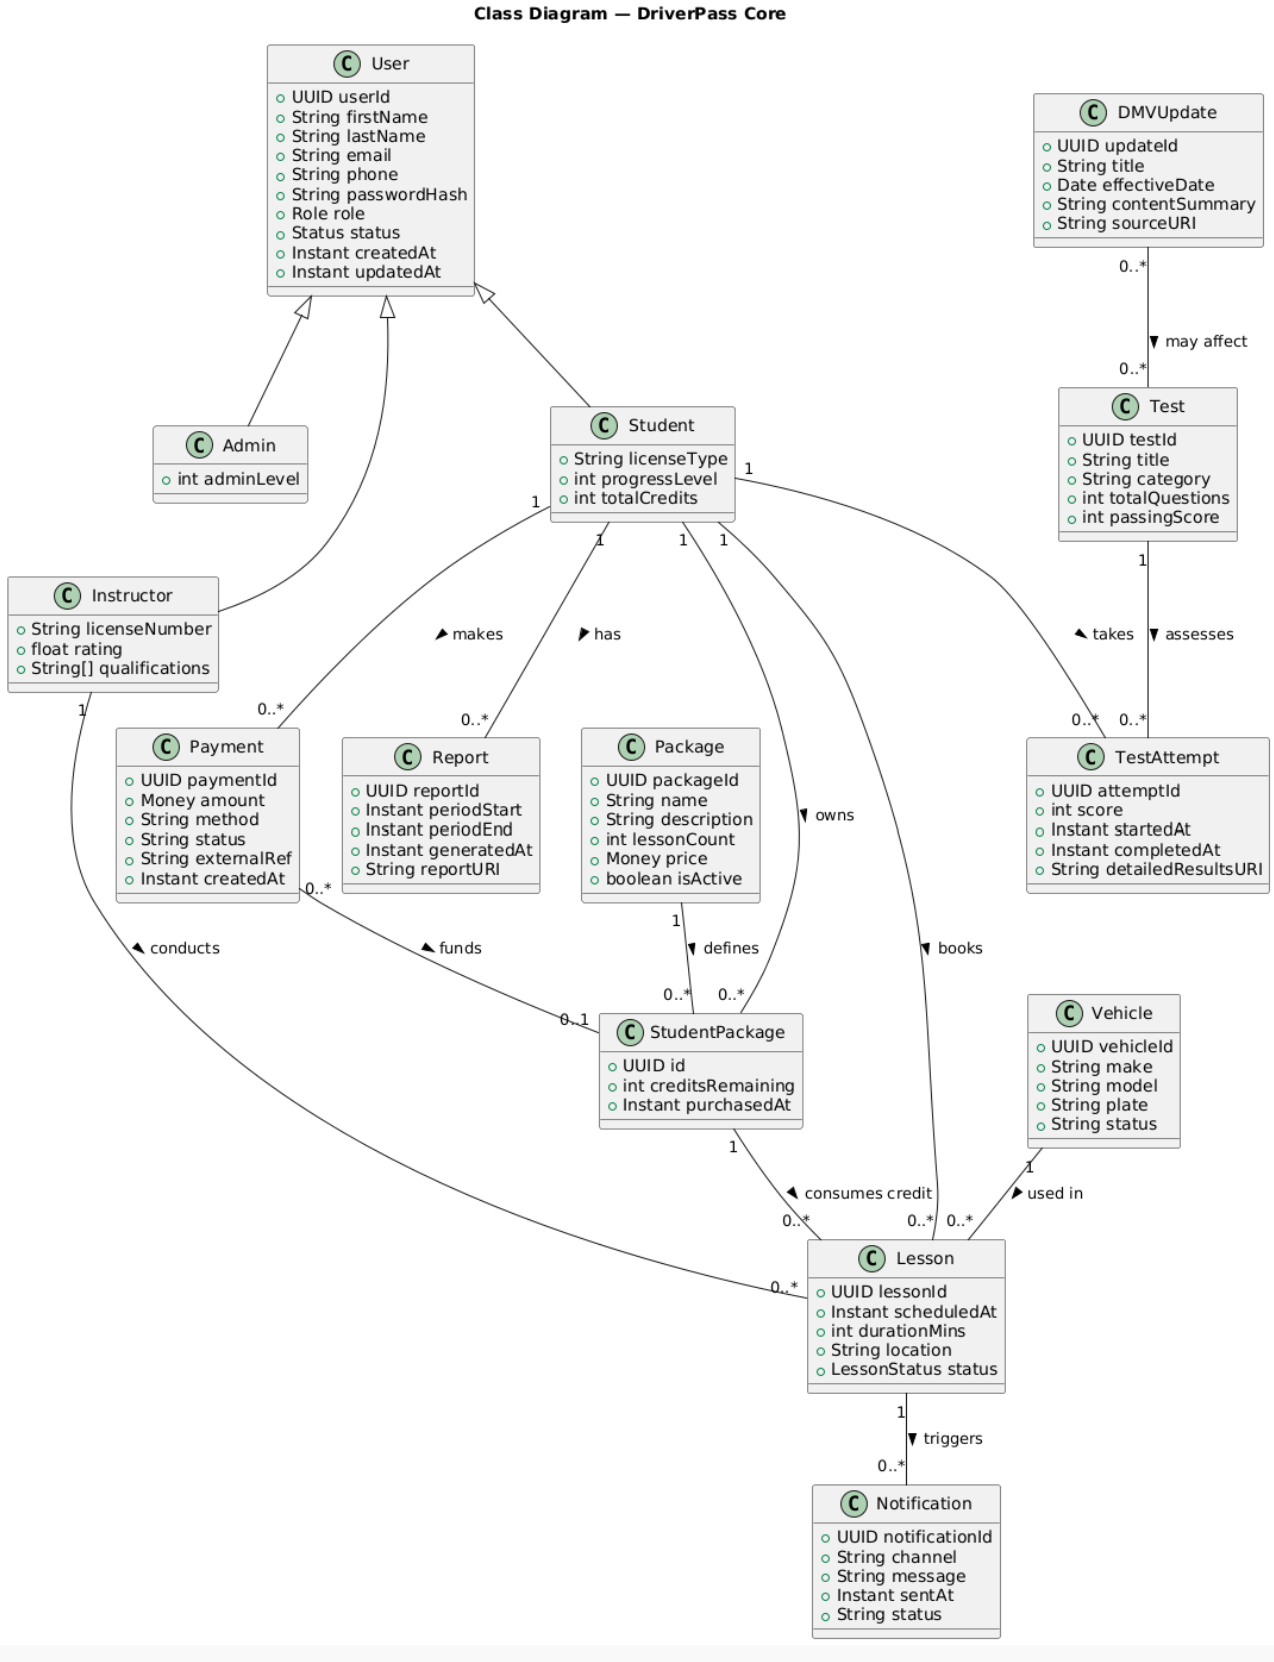 Class Diagram — DriverPass Core
C User
UUID userId
String firstName
String lastName
String email
String phone
String passwordHash
Role role
Status status
Instant createdAt
Instant updatedAt
C DMVUpdate
UUID updateId
String title
Date effectiveDate
String contentSummary
String sourceURI
0..*
may affect
0..*
C Test
UUID testId
String title
String category
int totalQuestions
int passingScore
C Student
String licenseType
int progressLevel
int totalCredits
C Admin
int adminLevel
1
1
1
1
1
1
C Instructor
String licenseNumber
float rating
String[] qualifications
makes
has
takes
assesses
1
0..*
0..*
0..*
0..*
C Payment
UUID paymentId
Money amount
String method
String status
String externalRef
Instant createdAt
C Report
UUID reportId
Instant periodStart
Instant periodEnd
Instant generatedAt
String reportURI
C Package
UUID packageId
String name
String description
int lessonCount
Money price
boolean isActive
owns
C TestAttempt
UUID attemptId
int score
Instant startedAt
Instant completedAt
String detailedResultsURI
0..*
1
conducts
funds
defines
books
0..*
0..*
0..1
C StudentPackage
UUID id
int creditsRemaining
Instant purchasedAt
C Vehicle
UUID vehicleId
String make
String model
String plate
String status
1
1
consumes credit
used in
0..*
0..*
0..*
0..*
C Lesson
UUID lessonId
Instant scheduledAt
int durationMins
String location
LessonStatus status
1
triggers
0..*
C Notification
UUID notificationId
String channel
String message
Instant sentAt
String status